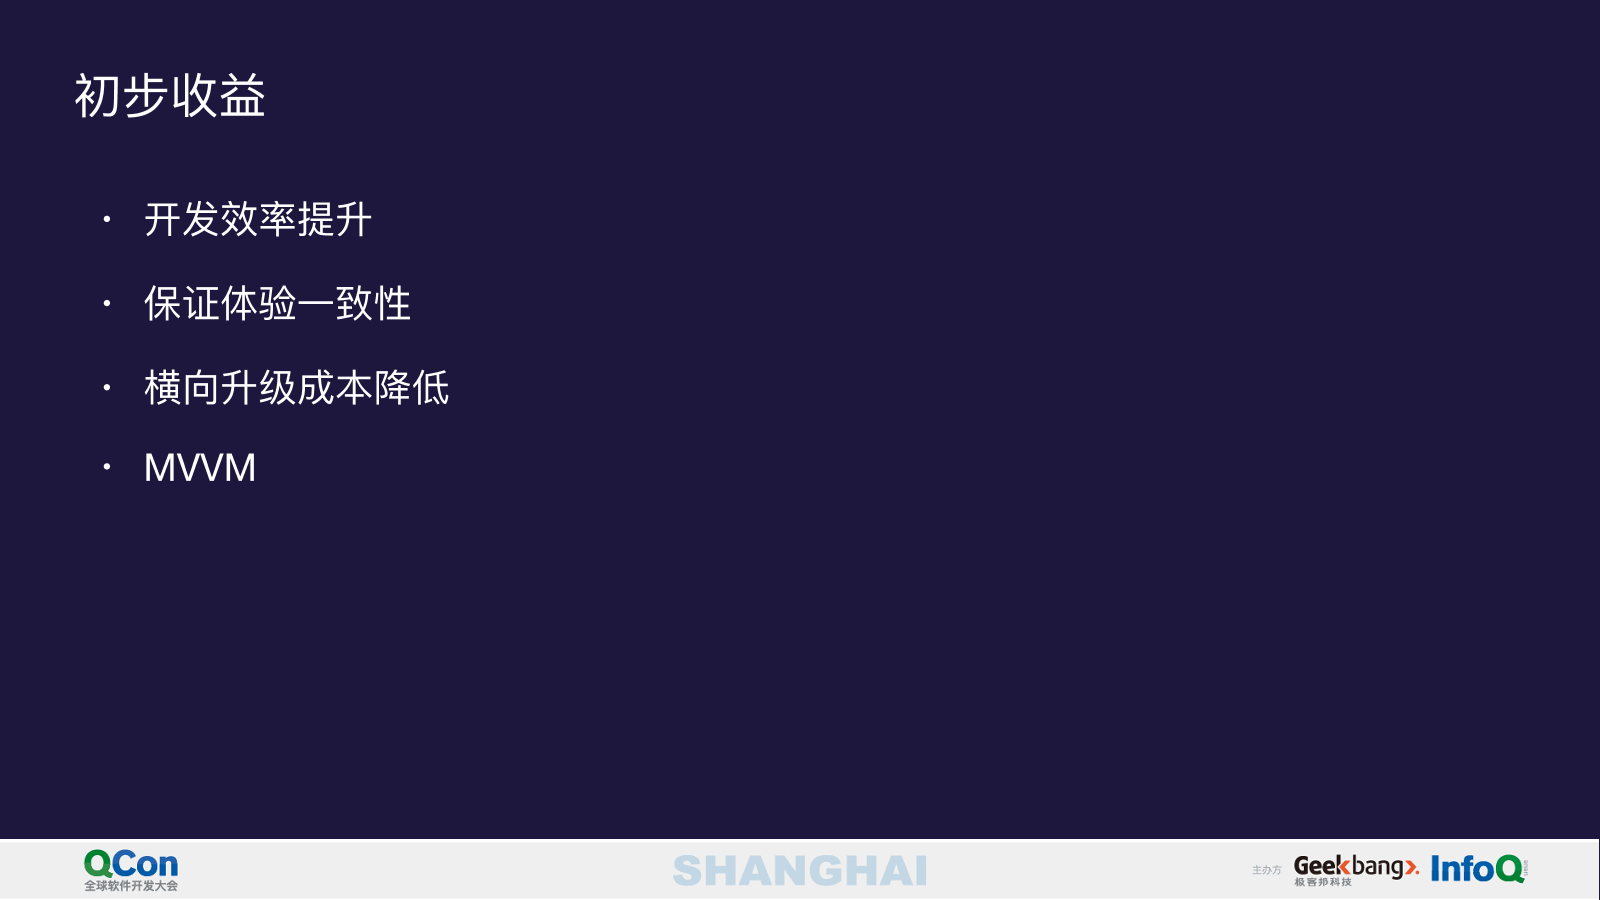 初步收益
· 开发效率提升
· 保证体验一致性
· 横向升级成本降低
· MVVM
QCon
全球软件开发大会
SHANGHAI
主办方
Geekbang>.
极客邦科技
InfoQ